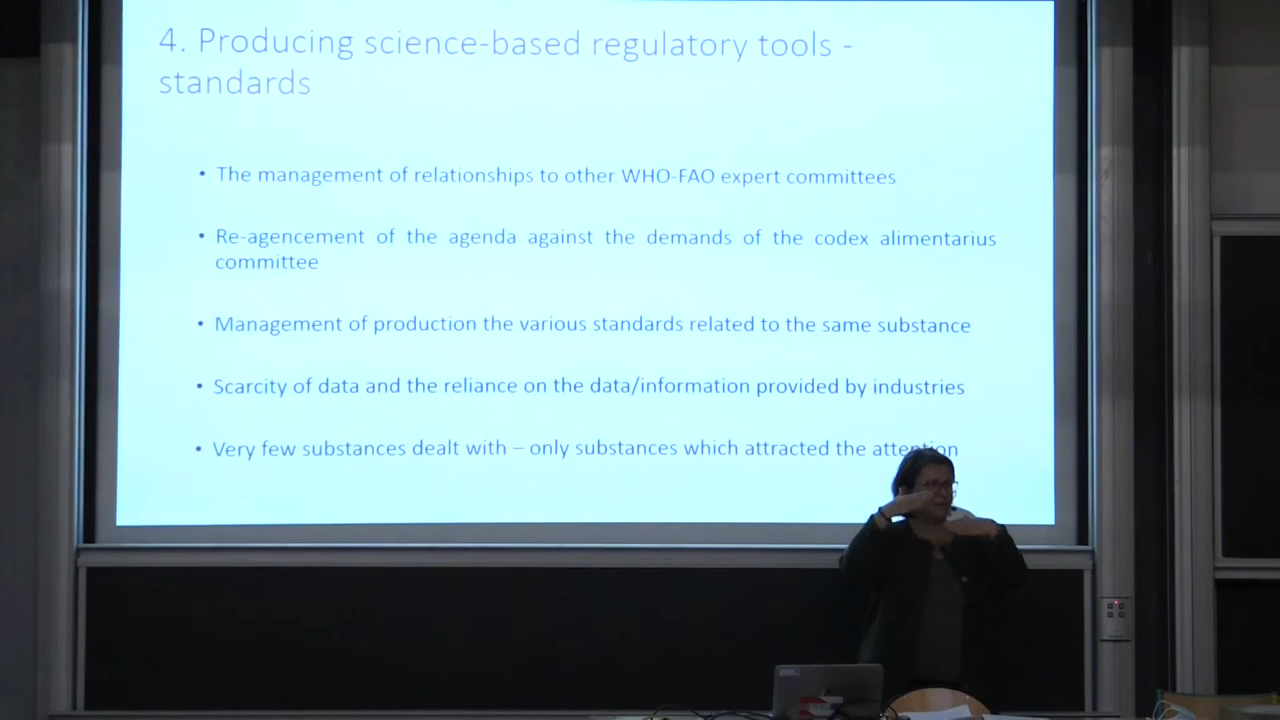 4. Producing science-based regulatory tools -
standards
• The management of relationships to other WHO-FAO expert committees
• Re-agencement of the agenda against the demands of the codex alimentarius
committee
• Management of production the various standards related to the same substance
• Scarcity of data and the reliance on the data/information provided by industries
• Very few substances dealt with – only substances which attracted the attention